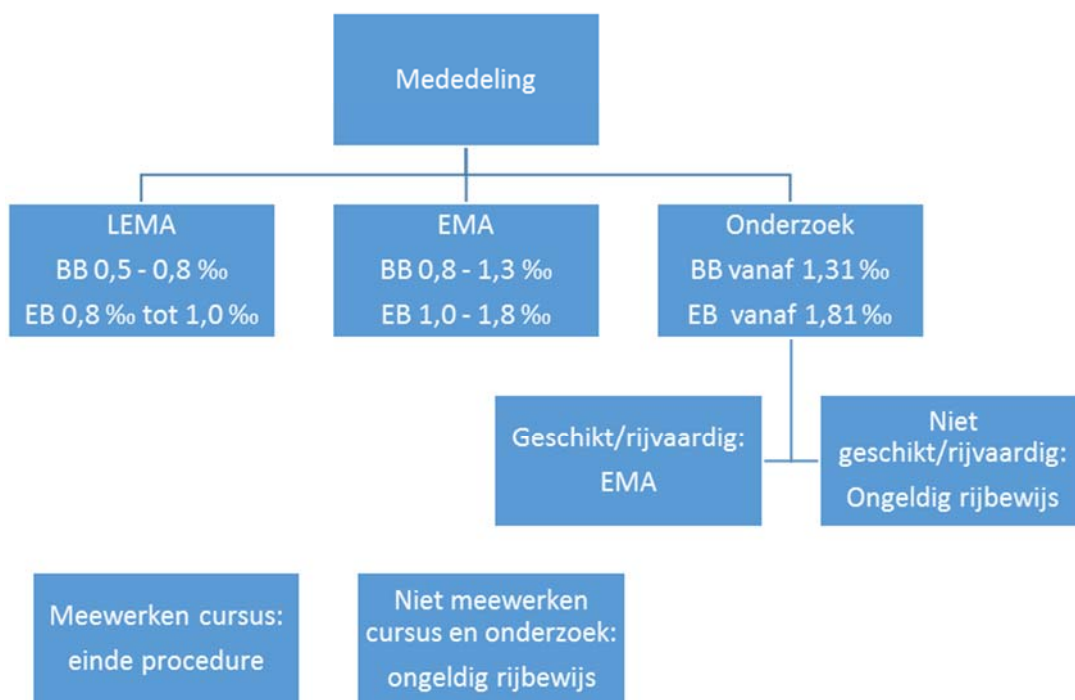 Mededeling
LEMA
BB 0,5 - 0,8 ‰
EB 0,8 ‰ tot 1,0 ‰
EMA
BB 0,8 - 1,3 ‰
EB 1,0 - 1,8 ‰
Onderzoek
BB vanaf 1,31 ‰
EB vanaf 1,81 ‰
Geschikt/rijvaardig:
EMA
Niet
geschikt/rijvaardig:
Ongeldig rijbewijs
Meewerken cursus:
einde procedure
Niet meewerken
cursus en onderzoek:
ongeldig rijbewijs